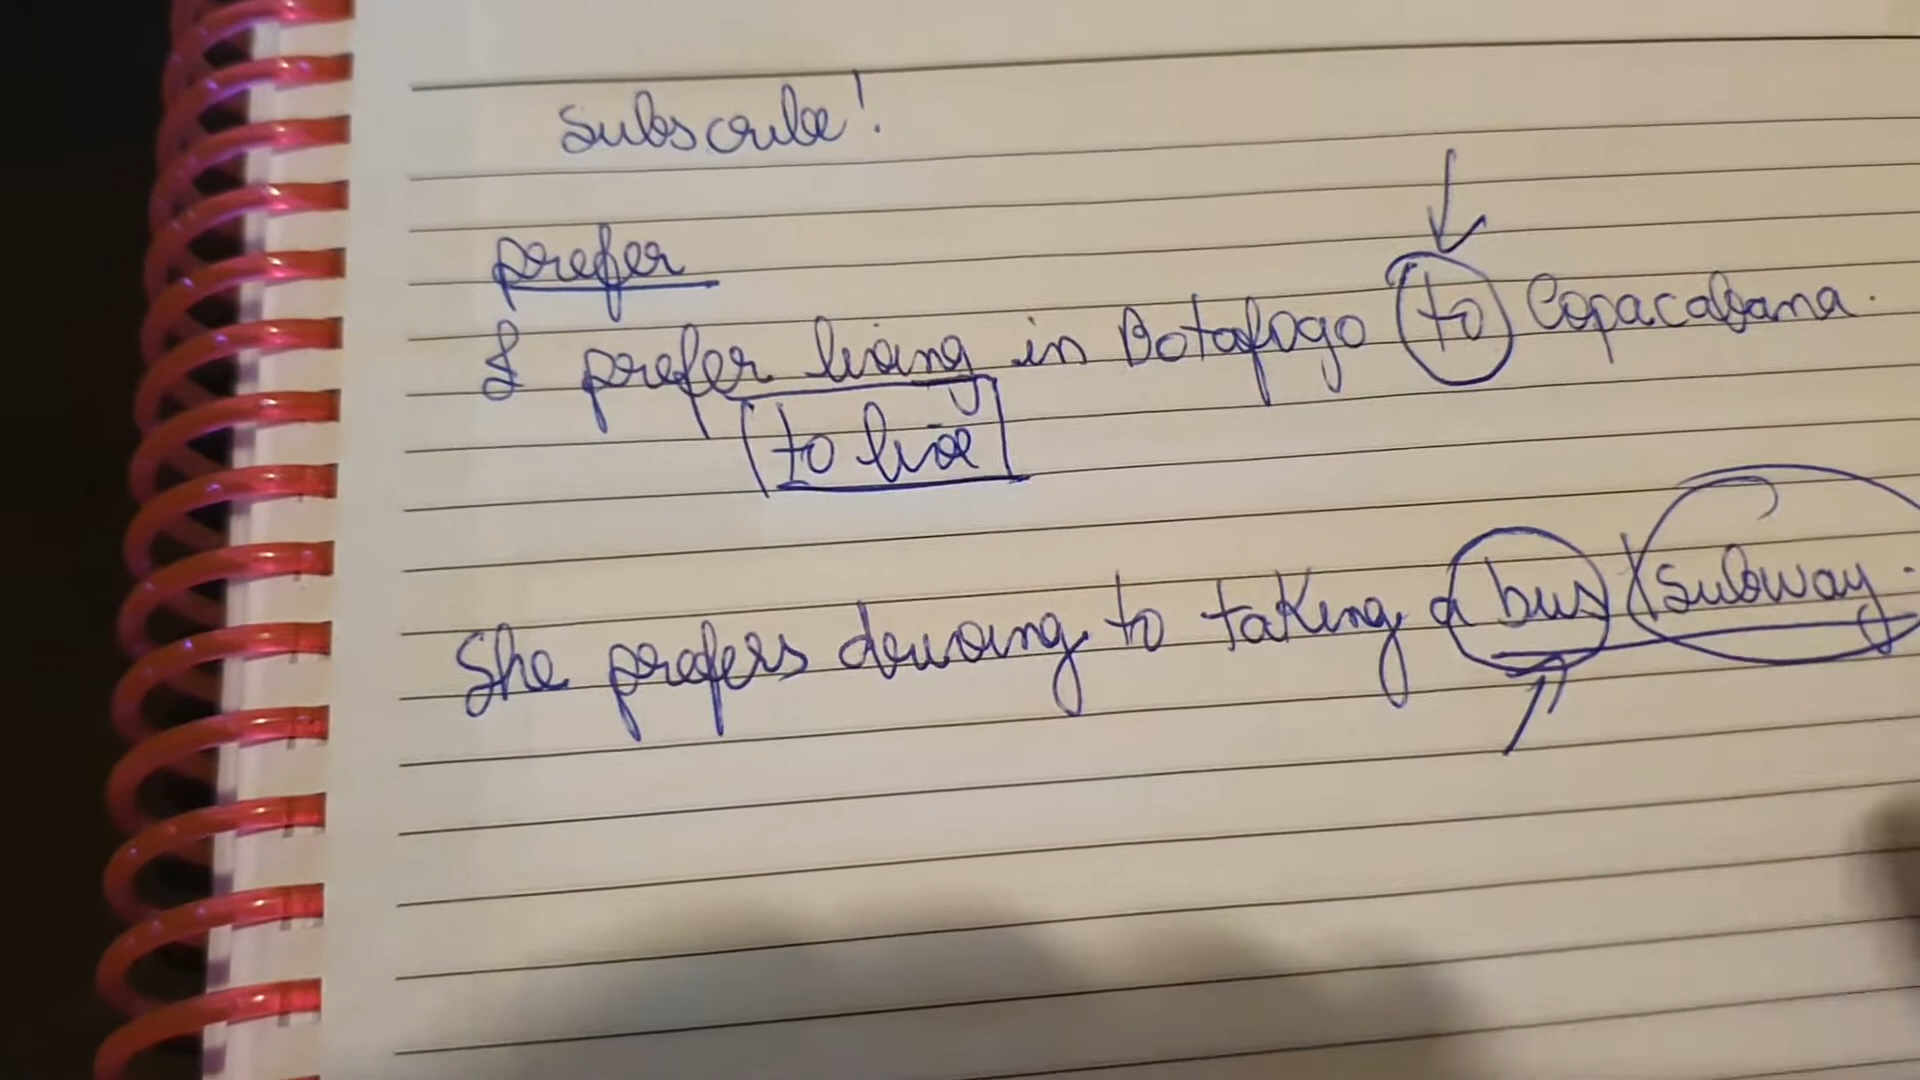 Subscribe!
prefer
I prefer living in Botafogo to Copacabana.
to live
She prefers driving to taking a bus / subway.